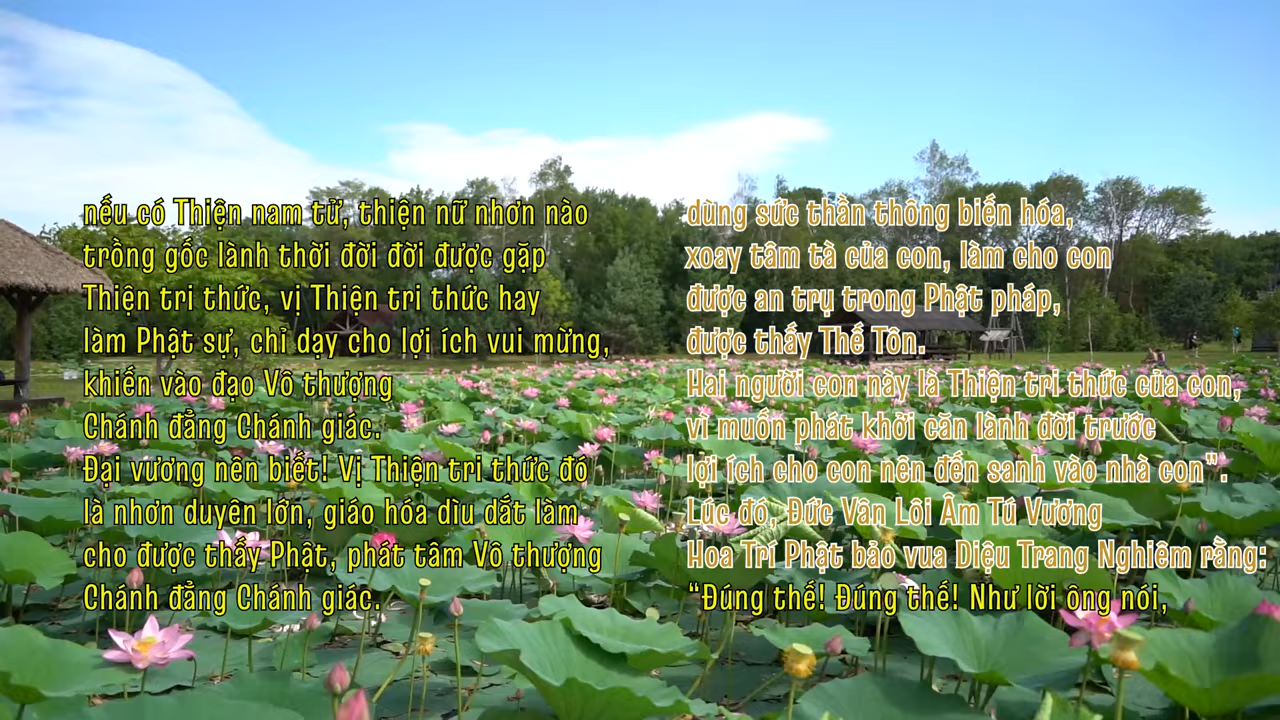 nếu có Thiện nam tử, thiện nữ nhơn nào
trồng gốc lành thời đời đời được gặp
Thiện tri thức, vị Thiện tri thức hay
làm Phật sự, chỉ dạy cho lợi ích vui mừng,
khiến vào đạo Vô thượng
Chánh đẳng Chánh giác.
Đại vương nên biết! Vị Thiện tri thức đó
là nhơn duyên lớn, giáo hóa dìu dắt làm
cho được thấy Phật, phát tâm Vô thượng
Chánh đẳng Chánh giác.
dùng sức thần thông biến hóa,
xoay tâm tà của con, làm cho con
được an trụ trong Phật pháp,
được thấy Thế Tôn.
Hai người con này là Thiện tri thức của con,
vì muốn phát khởi căn lành đời trước
lợi ích cho con nên đến sanh vào nhà con”.
Lúc đó, Đức Vân Lôi Âm Tú Vương
Hoa Trí Phật bảo vua Diệu Trang Nghiêm rằng:
“Đúng thế! Đúng thế! Như lời ông nói,